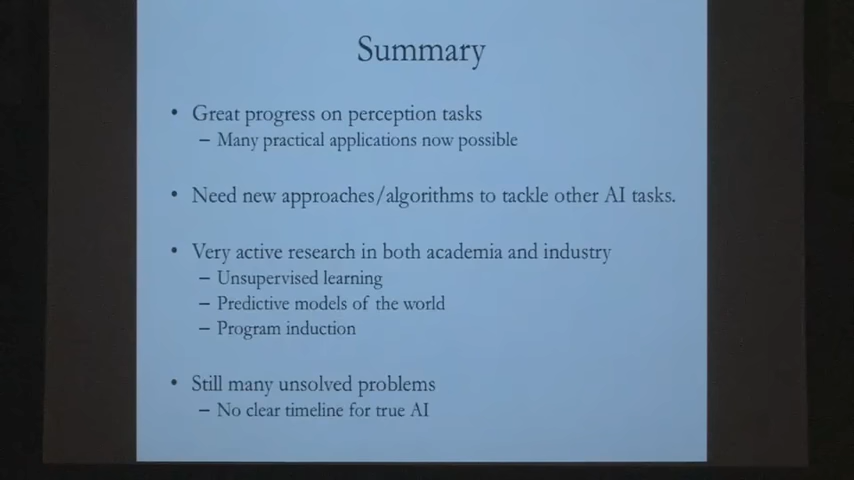 Summary
• Great progress on perception tasks
– Many practical applications now possible
• Need new approaches/algorithms to tackle other AI tasks.
• Very active research in both academia and industry
– Unsupervised learning
– Predictive models of the world
– Program induction
• Still many unsolved problems
– No clear timeline for true AI